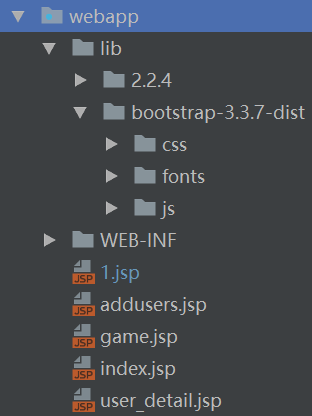 webapp
lib
2.2.4
bootstrap-3.3.7-dist
css
fonts
js
WEB-INF
JSP 1.jsp
JSP addusers.jsp
JSP game.jsp
JSP index.jsp
JSP user_detail.jsp